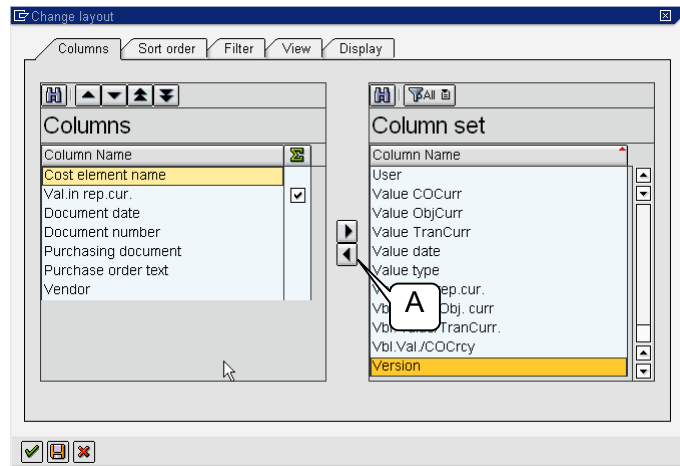 Change layout
Columns Sort order Filter View Display
All
Columns
Column set
Column Name
Cost element name
Val.in rep.cur.
Document date
Document number
Purchasing document
Purchase order text
Vendor
Column Name
User
Value COCurr
Value ObjCurr
Value TranCurr
Value date
Value type
ep.cur.
Obj. curr
TranCurr.
Vbl.Val./COCrcy
Version
A